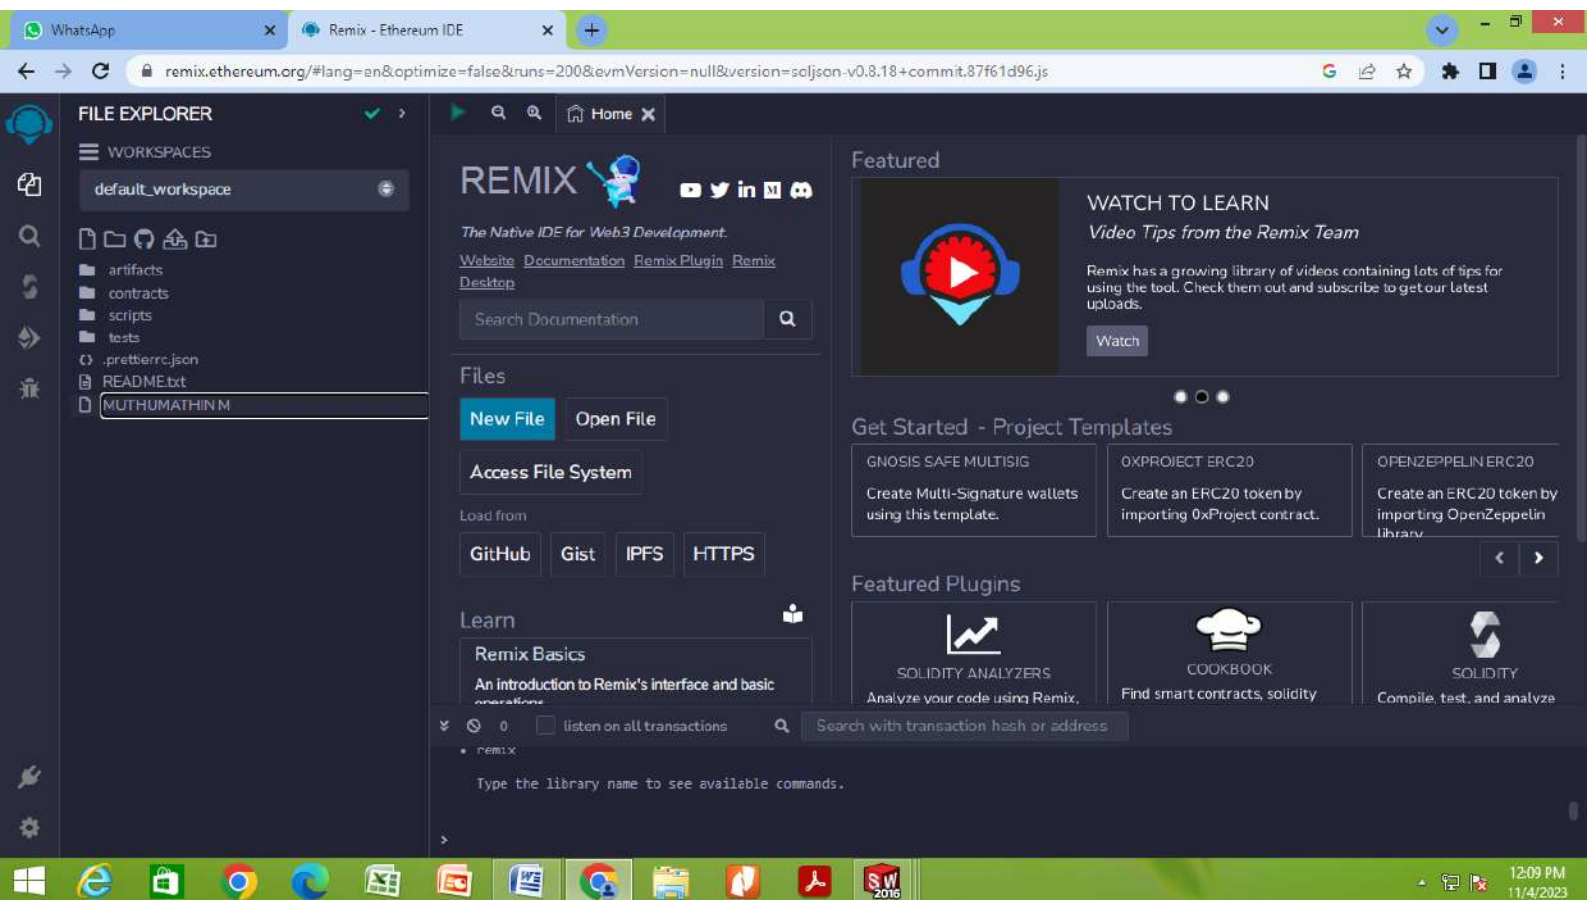 WhatsApp
Remix - Ethereum IDE
remix.ethereum.org/#lang=en&optimize=false&runs=200&evmVersion=null&version=soljson-v0.8.18+commit.87f61d96.js
FILE EXPLORER
WORKSPACES
default_workspace
artifacts
contracts
scripts
tests
.prettierrc.json
README.txt
MUTHUMATHIN M
Home
REMIX
The Native IDE for Web3 Development.
Website Documentation Remix Plugin Remix
Desktop
Search Documentation
Files
New File
Open File
Access File System
Load from
GitHub
Gist
IPFS
HTTPS
Learn
Remix Basics
An introduction to Remix's interface and basic
operations
Featured
WATCH TO LEARN
Video Tips from the Remix Team
Remix has a growing library of videos containing lots of tips for
using the tool. Check them out and subscribe to get our latest
uploads.
Watch
Get Started - Project Templates
GNOSIS SAFE MULTISIG
Create Multi-Signature wallets
using this template.
0XPROJECT ERC20
Create an ERC20 token by
importing 0xProject contract.
OPENZEPPELIN ERC20
Create an ERC20 token by
importing OpenZeppelin
library
Featured Plugins
SOLIDITY ANALYZERS
Analyze your code using Remix,
COOKBOOK
Find smart contracts, solidity
SOLIDITY
Compile, test, and analyze
0
listen on all transactions
Search with transaction hash or address
• remix
Type the library name to see available commands.
>
SW
2016
12:09 PM
11/4/2023